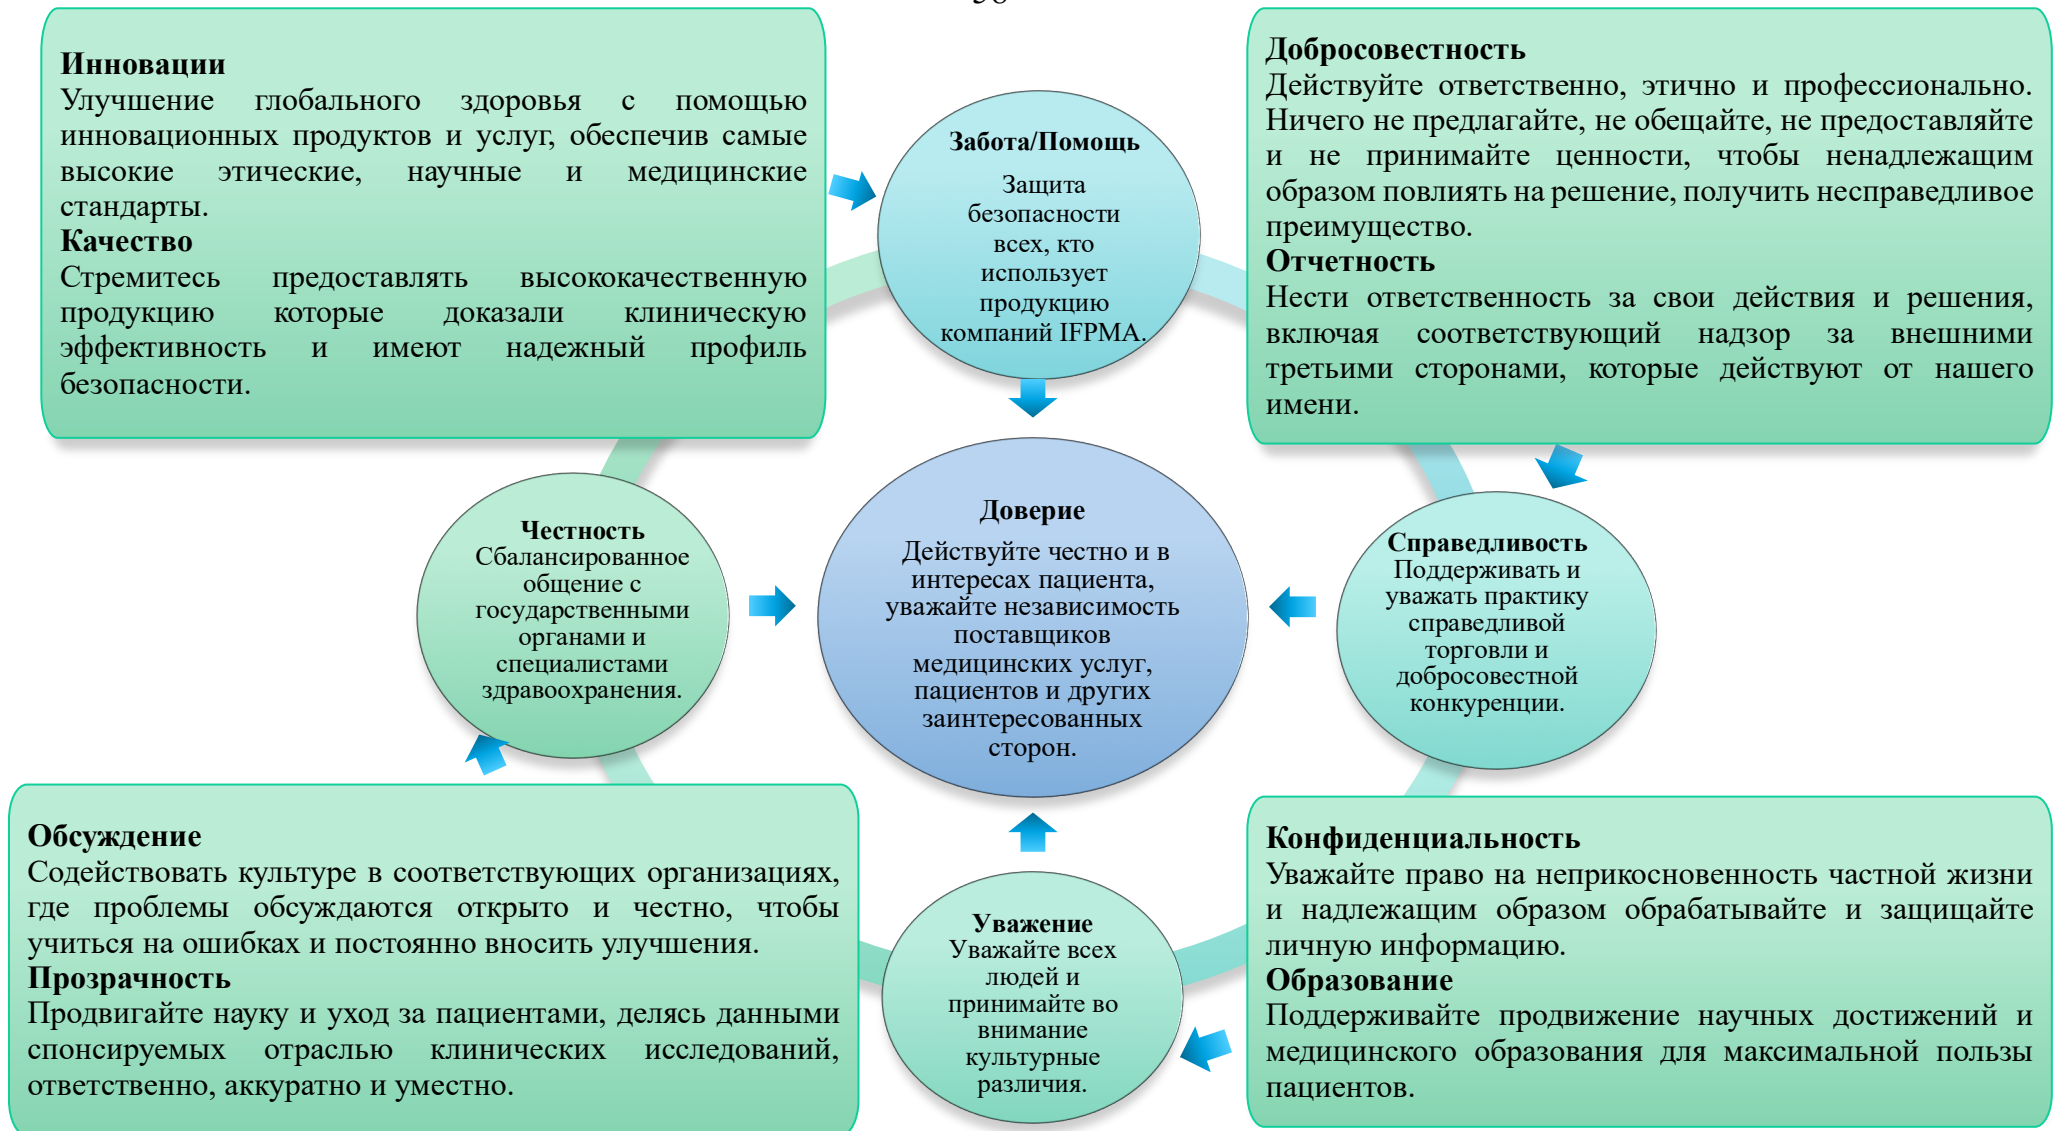 Инновации
Улучшение глобального здоровья с помощью
инновационных продуктов и услуг, обеспечив самые
высокие этические, научные и медицинские
стандарты.
Качество
Стремитесь предоставлять высококачественную
продукцию которые доказали клиническую
эффективность и имеют надежный профиль
безопасности.
Забота/Помощь
Защита
безопасности
всех, кто
использует
продукцию
компаний IFPMA.
Добросовестность
Действуйте ответственно, этично и профессионально.
Ничего не предлагайте, не обещайте, не предоставляйте
и не принимайте ценности, чтобы ненадлежащим
образом повлиять на решение, получить несправедливое
преимущество.
Отчетность
Нести ответственность за свои действия и решения,
включая соответствующий надзор за внешними
третьими сторонами, которые действуют от нашего
имени.
Честность
Сбалансированное
общение с
государственными
органами и
специалистами
здравоохранения.
Доверие
Действуйте честно и в
интересах пациента,
уважайте независимость
поставщиков
медицинских услуг,
пациентов и других
заинтересованных
сторон.
Справедливость
Поддерживать и
уважать практику
справедливой
торговли и
добросовестной
конкуренции.
Обсуждение
Содействовать культуре в соответствующих организациях,
где проблемы обсуждаются открыто и честно, чтобы
учиться на ошибках и постоянно вносить улучшения.
Прозрачность
Продвигайте науку и уход за пациентами, делясь данными
спонсируемых отраслью клинических исследований,
ответственно, аккуратно и уместно.
Уважение
Уважайте всех
людей и
принимайте во
внимание
культурные
различия.
Конфиденциальность
Уважайте право на неприкосновенность частной жизни
и надлежащим образом обрабатывайте и защищайте
личную информацию.
Образование
Поддерживайте продвижение научных достижений и
медицинского образования для максимальной пользы
пациентов.